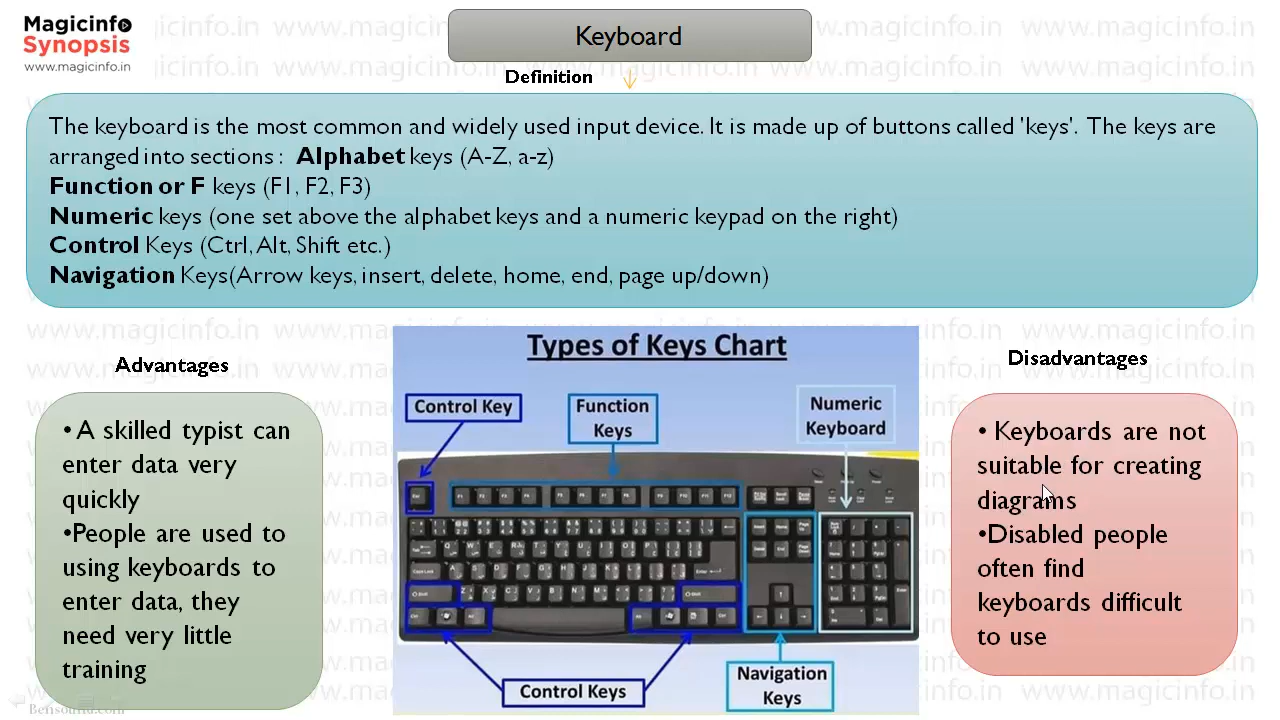 Magicinfo
Synopsis
www.magicinfo.in
Keyboard
Definition
The keyboard is the most common and widely used input device. It is made up of buttons called 'keys'. The keys are
arranged into sections : Alphabet keys (A-Z, a-z)
Function or F keys (F1, F2, F3)
Numeric keys (one set above the alphabet keys and a numeric keypad on the right)
Control Keys (Ctrl, Alt, Shift etc.)
Navigation Keys(Arrow keys, insert, delete, home, end, page up/down)
Advantages
• A skilled typist can
enter data very
quickly
•People are used to
using keyboards to
enter data, they
need very little
training
Types of Keys Chart
Control Key
Function
Keys
Numeric
Keyboard
Control Keys
Navigation
Keys
Disadvantages
• Keyboards are not
suitable for creating
diagrams
•Disabled people
often find
keyboards difficult
to use
Bensound.com